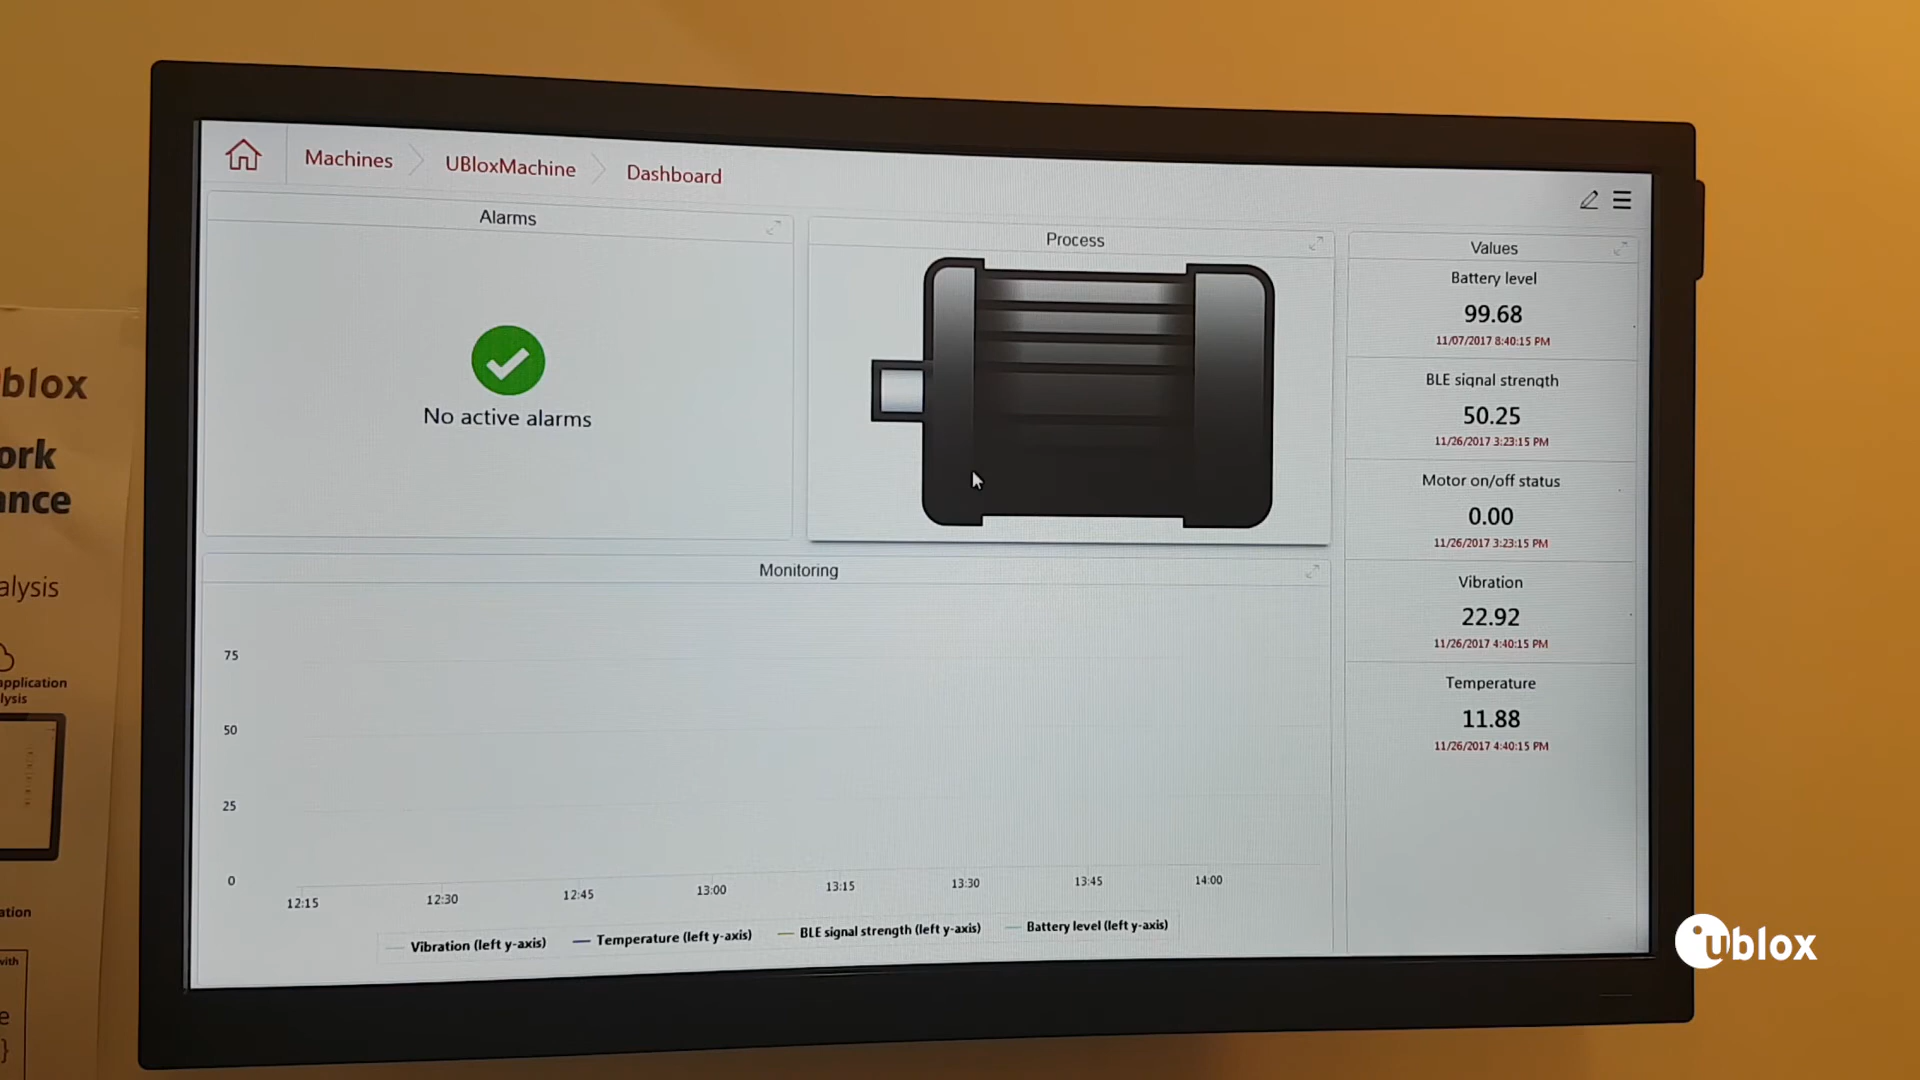 Machines
UBloxMachine
Dashboard
Alarms
No active alarms
Process
Values
Battery level
99.68
11/07/2017 8:40:15 PM
BLE signal strength
50.25
11/26/2017 3:23:15 PM
Motor on/off status
0.00
11/26/2017 3:23:15 PM
Vibration
22.92
11/26/2017 4:40:15 PM
Temperature
11.88
11/26/2017 4:40:15 PM
Monitoring
75
50
25
0
12:15 12:30 12:45 13:00 13:15 13:30 13:45 14:00
Vibration (left y-axis) Temperature (left y-axis) BLE signal strength (left y-axis) Battery level (left y-axis)
blox
ork
ance
alysis
application
lysis
ation
with
e
}
ublox